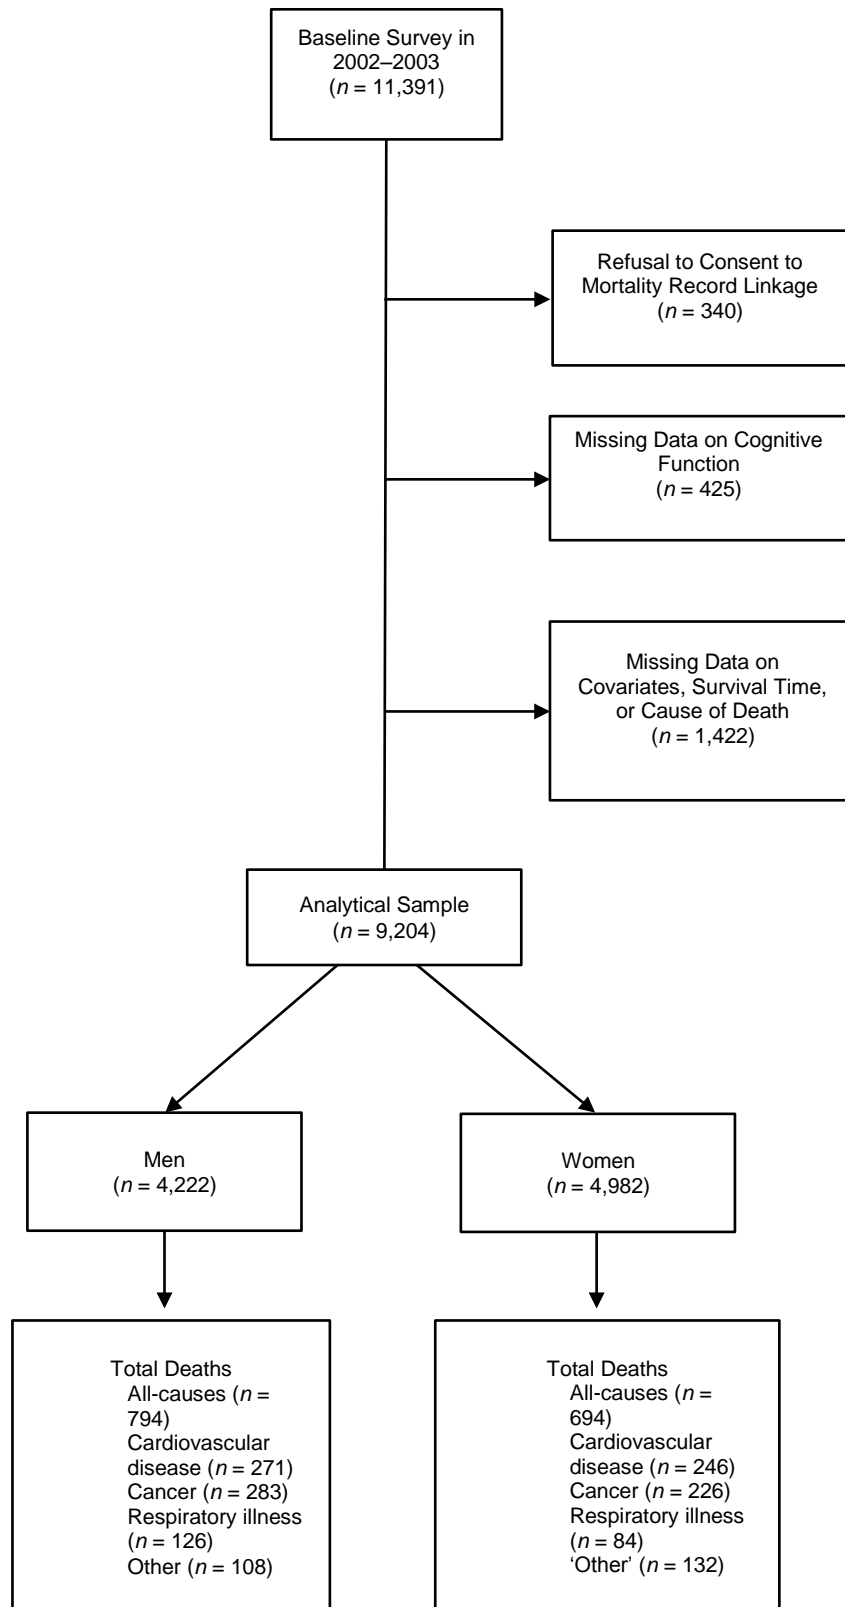 Baseline Survey in
2002–2003
(n = 11,391)
Refusal to Consent to
Mortality Record Linkage
(n = 340)
Missing Data on Cognitive
Function
(n = 425)
Missing Data on
Covariates, Survival Time,
or Cause of Death
(n = 1,422)
Analytical Sample
(n = 9,204)
Men
(n = 4,222)
Women
(n = 4,982)
Total Deaths
All-causes (n =
794)
Cardiovascular
disease (n = 271)
Cancer (n = 283)
Respiratory illness
(n = 126)
Other (n = 108)
Total Deaths
All-causes (n =
694)
Cardiovascular
disease (n = 246)
Cancer (n = 226)
Respiratory illness
(n = 84)
‘Other’ (n = 132)